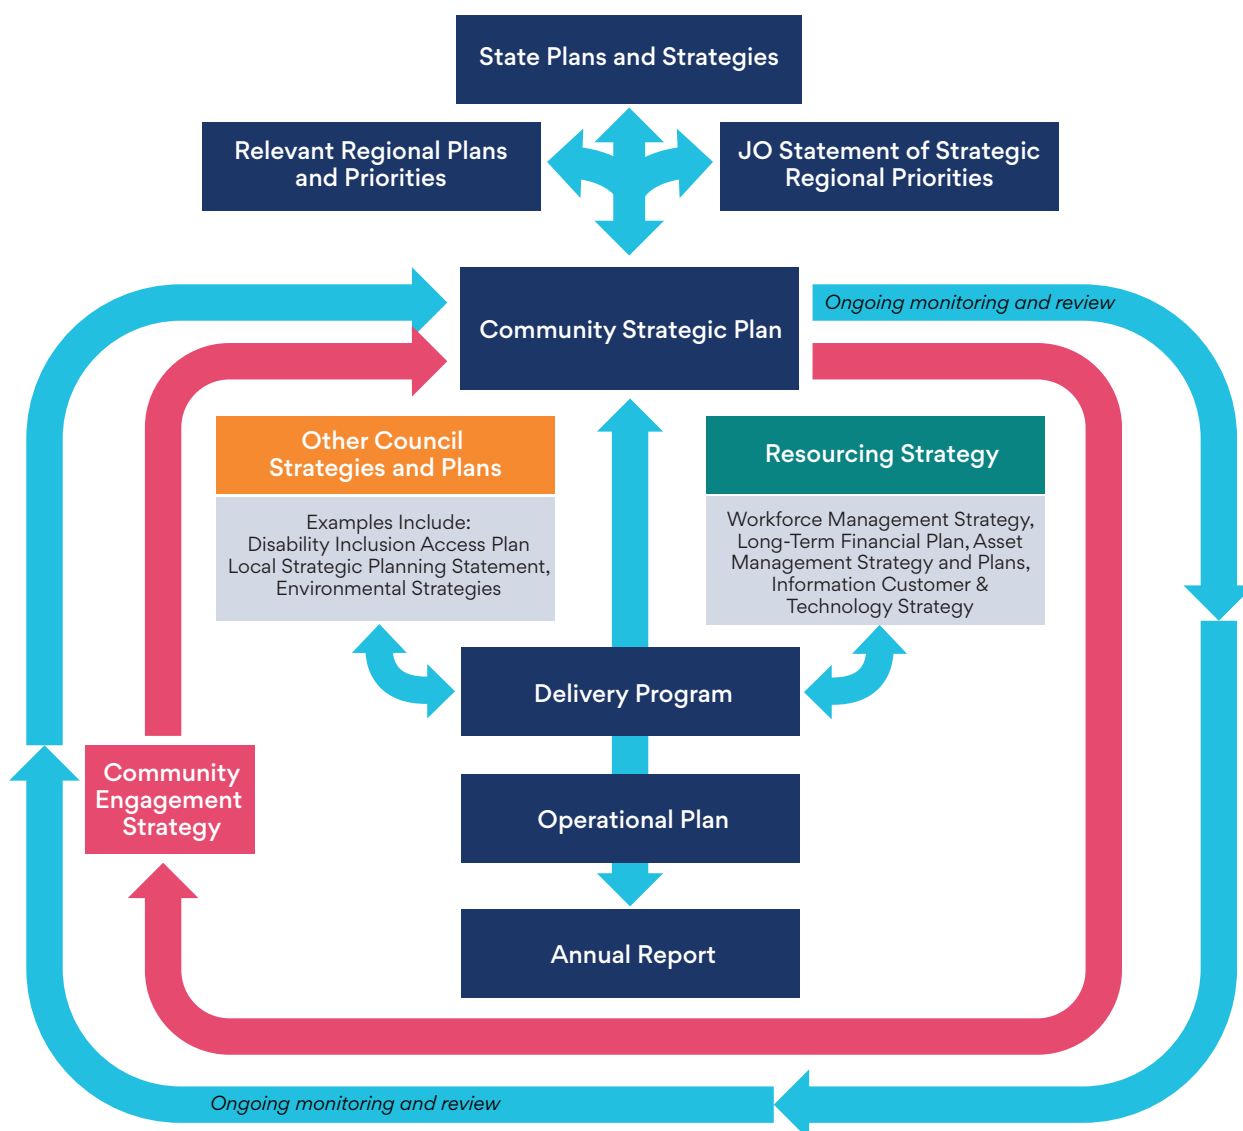 State Plans and Strategies
Relevant Regional Plans
and Priorities
JO Statement of Strategic
Regional Priorities
Community Strategic Plan
Ongoing monitoring and review
Other Council
Strategies and Plans
Examples Include:
Disability Inclusion Access Plan
Local Strategic Planning Statement,
Environmental Strategies
Resourcing Strategy
Workforce Management Strategy,
Long-Term Financial Plan, Asset
Management Strategy and Plans,
Information Customer &
Technology Strategy
Delivery Program
Community
Engagement
Strategy
Operational Plan
Annual Report
Ongoing monitoring and review